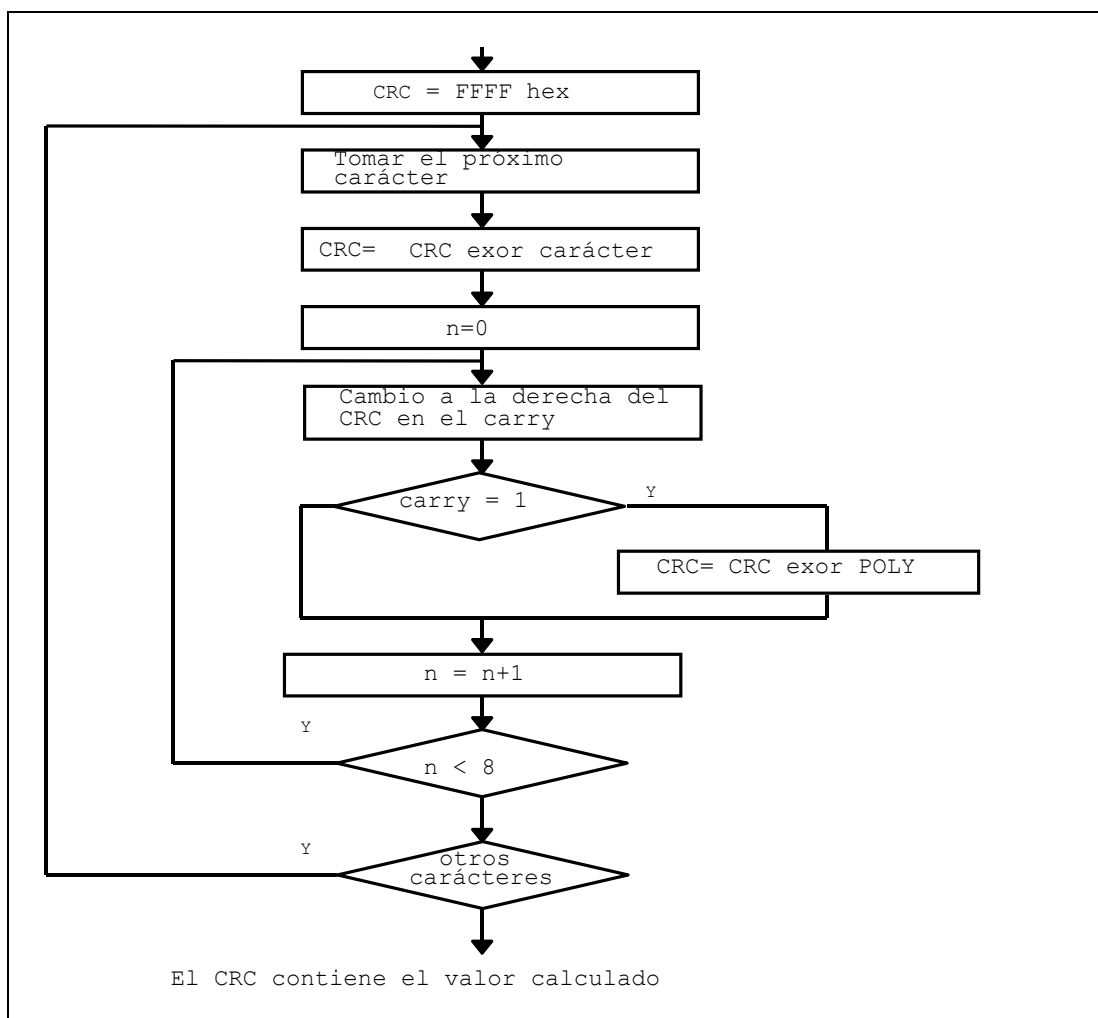 CRC = FFFF hex
Tomar el próximo
carácter
CRC= CRC exor carácter
n=0
Cambio a la derecha del
CRC en el carry
carry = 1
Y
CRC= CRC exor POLY
n = n+1
Y
n < 8
Y
otros
carácteres
El CRC contiene el valor calculado